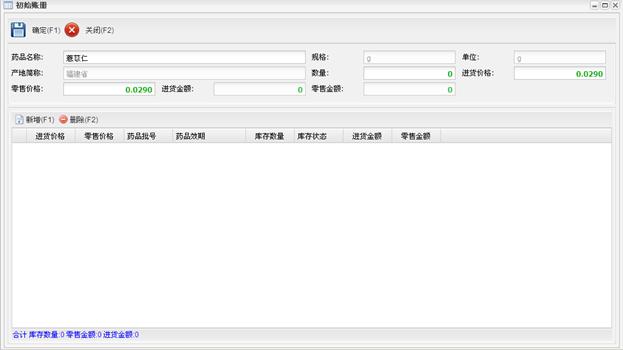 初始账册
确定(F1) 关闭(F2)
药品名称: 薏苡仁 规格: g 单位: g
产地简称: 福建省 数量: 0 进货价格: 0.0290
零售价格: 0.0290 进货金额: 0 零售金额: 0
新增(F1) 删除(F2)
进货价格 零售价格 药品批号 药品效期 库存数量 库存状态 进货金额 零售金额
合计 库存数量:0 零售金额:0 进货金额:0